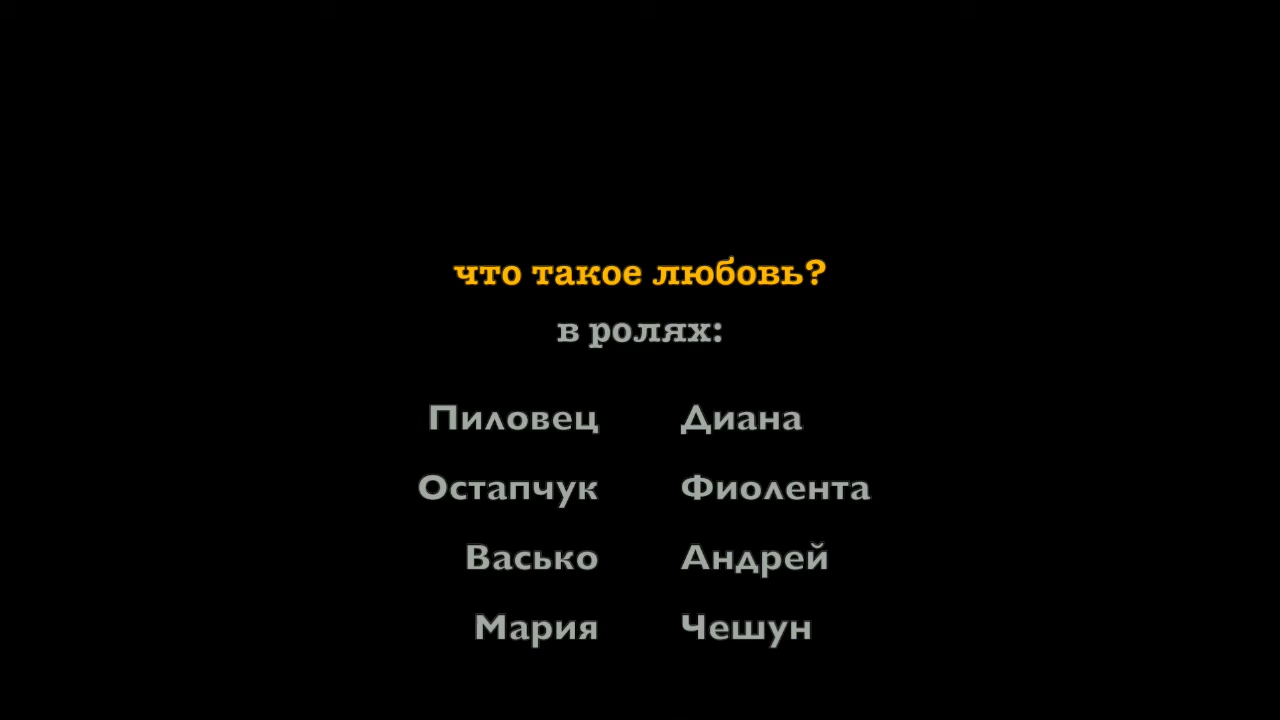 что такое любовь?
в ролях:
Пиловец Диана
Остапчук Фиолента
Васько Андрей
Мария Чешун